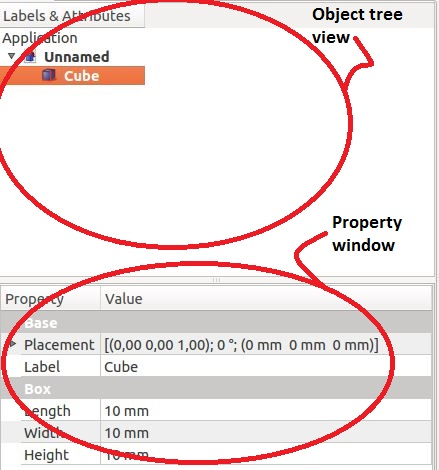 Labels & Attributes
Object tree
view
Application
Unnamed
Cube
Property
window
Property Value
Base
Placement [(0,00 0,00 1,00); 0 °; (0 mm 0 mm 0 mm)]
Label Cube
Box
Length 10 mm
Width 10 mm
Height 10 mm